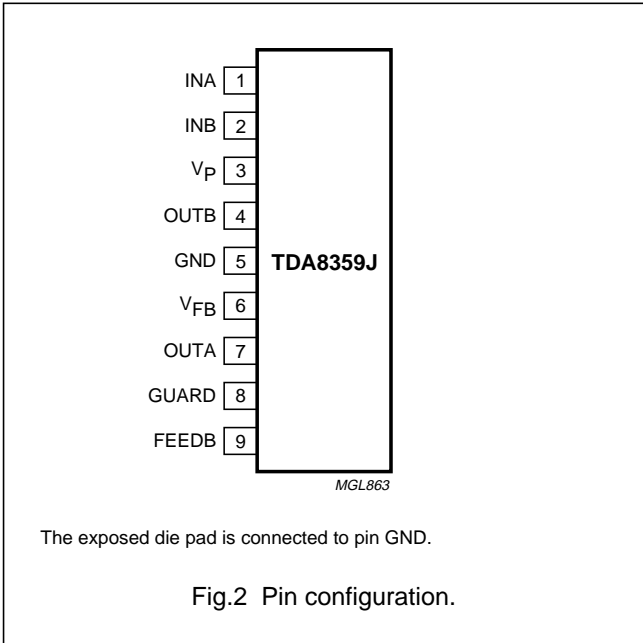 INA 1
INB 2
VP 3
OUTB 4
GND 5
TDA8359J
VFB 6
OUTA 7
GUARD 8
FEEDB 9
MGL863
The exposed die pad is connected to pin GND.
Fig.2 Pin configuration.